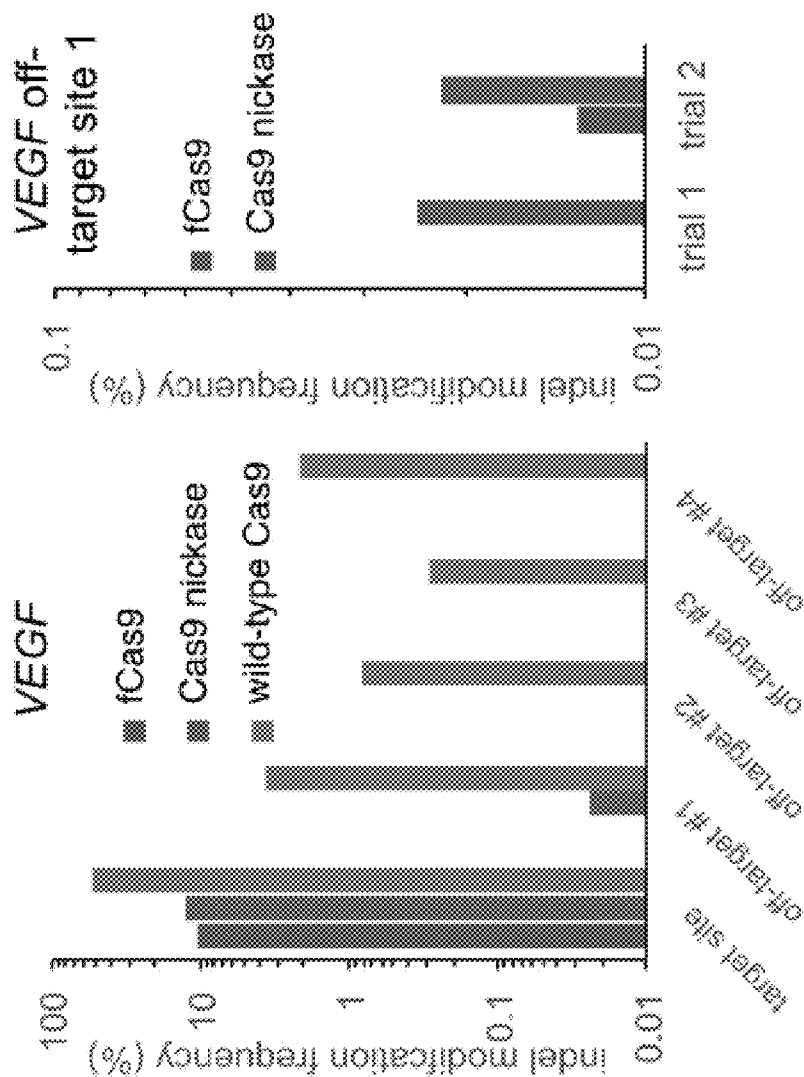 VEGF
fCas9
Cas9 nickase
wild-type Cas9
indel modification frequency (%)
100
10
1
0.1
0.01
target site
off-target #1
off-target #2
off-target #3
off-target #4
VEGF off-
target site 1
fCas9
Cas9 nickase
indel modification frequency (%)
0.1
0.01
trial 1
trial 2